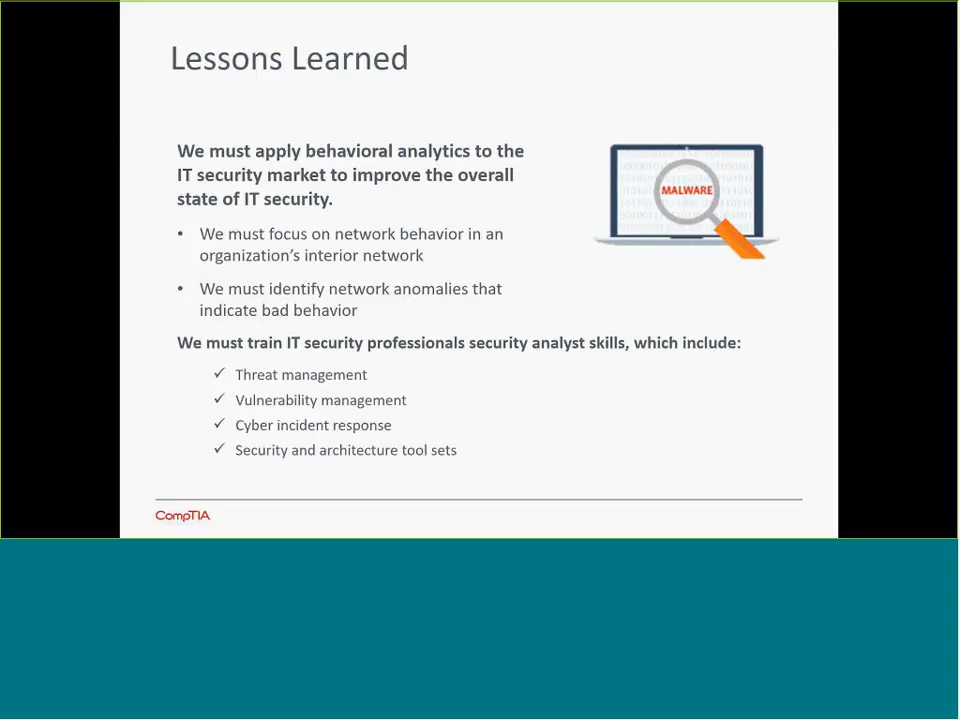 Lessons Learned
We must apply behavioral analytics to the
IT security market to improve the overall
state of IT security.
• We must focus on network behavior in an
organization’s interior network
• We must identify network anomalies that
indicate bad behavior
MALWARE
We must train IT security professionals security analyst skills, which include:
✓ Threat management
✓ Vulnerability management
✓ Cyber incident response
✓ Security and architecture tool sets
CompTIA